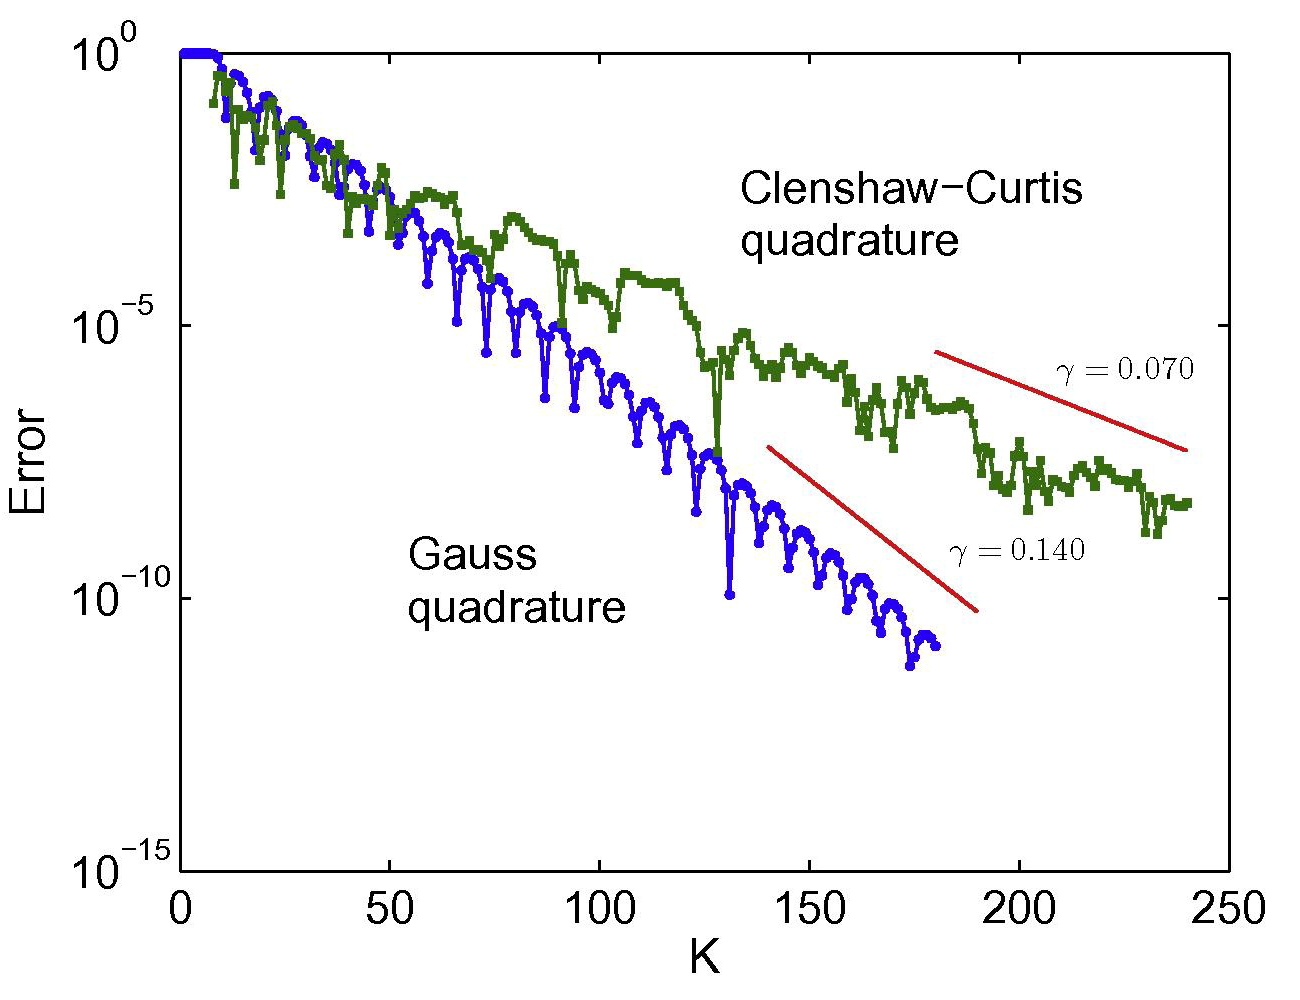 10^0
10^−5
10^−10
10^−15
Error
Clenshaw−Curtis
quadrature
γ = 0.070
Gauss
quadrature
γ = 0.140
0 50 100 150 200 250
K